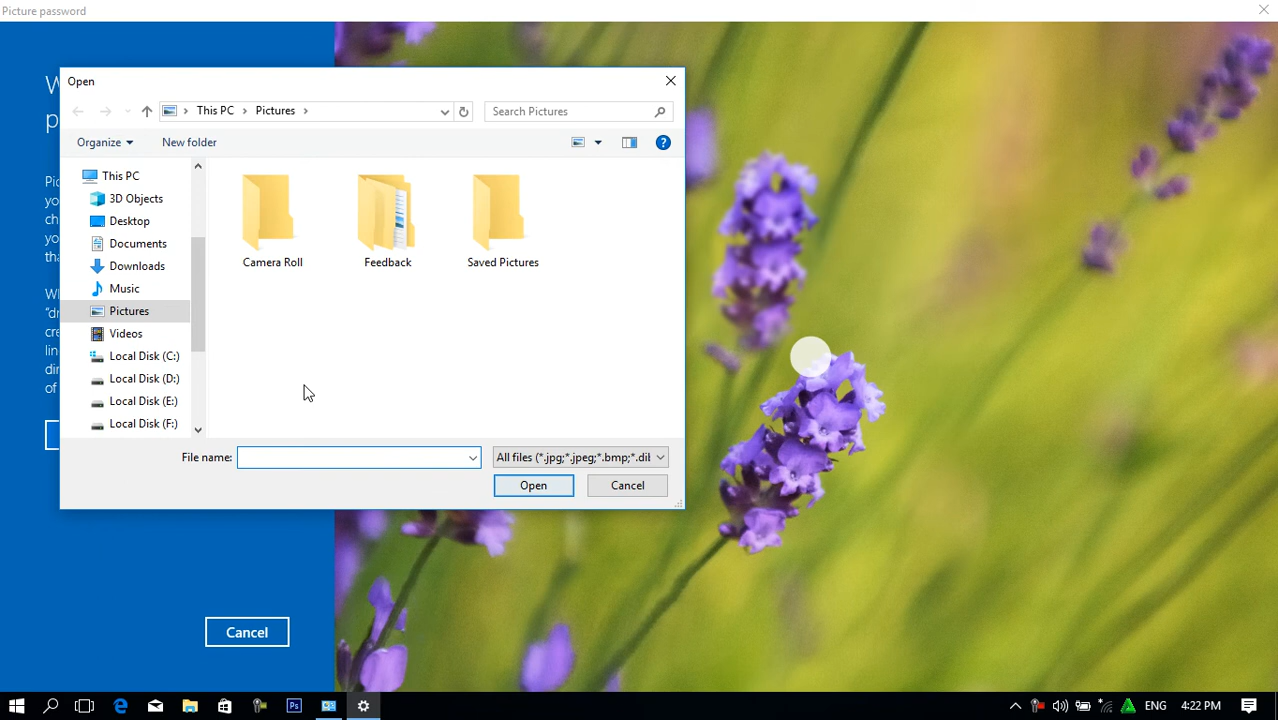 Picture password
Open
This PC
Pictures
Search Pictures
Organize
New folder
This PC
3D Objects
Desktop
Documents
Downloads
Music
Pictures
Videos
Local Disk (C:)
Local Disk (D:)
Local Disk (E:)
Local Disk (F:)
Camera Roll
Feedback
Saved Pictures
File name:
All files (*.jpg;*.jpeg;*.bmp;*.dil
Open
Cancel
Cancel
ENG
4:22 PM